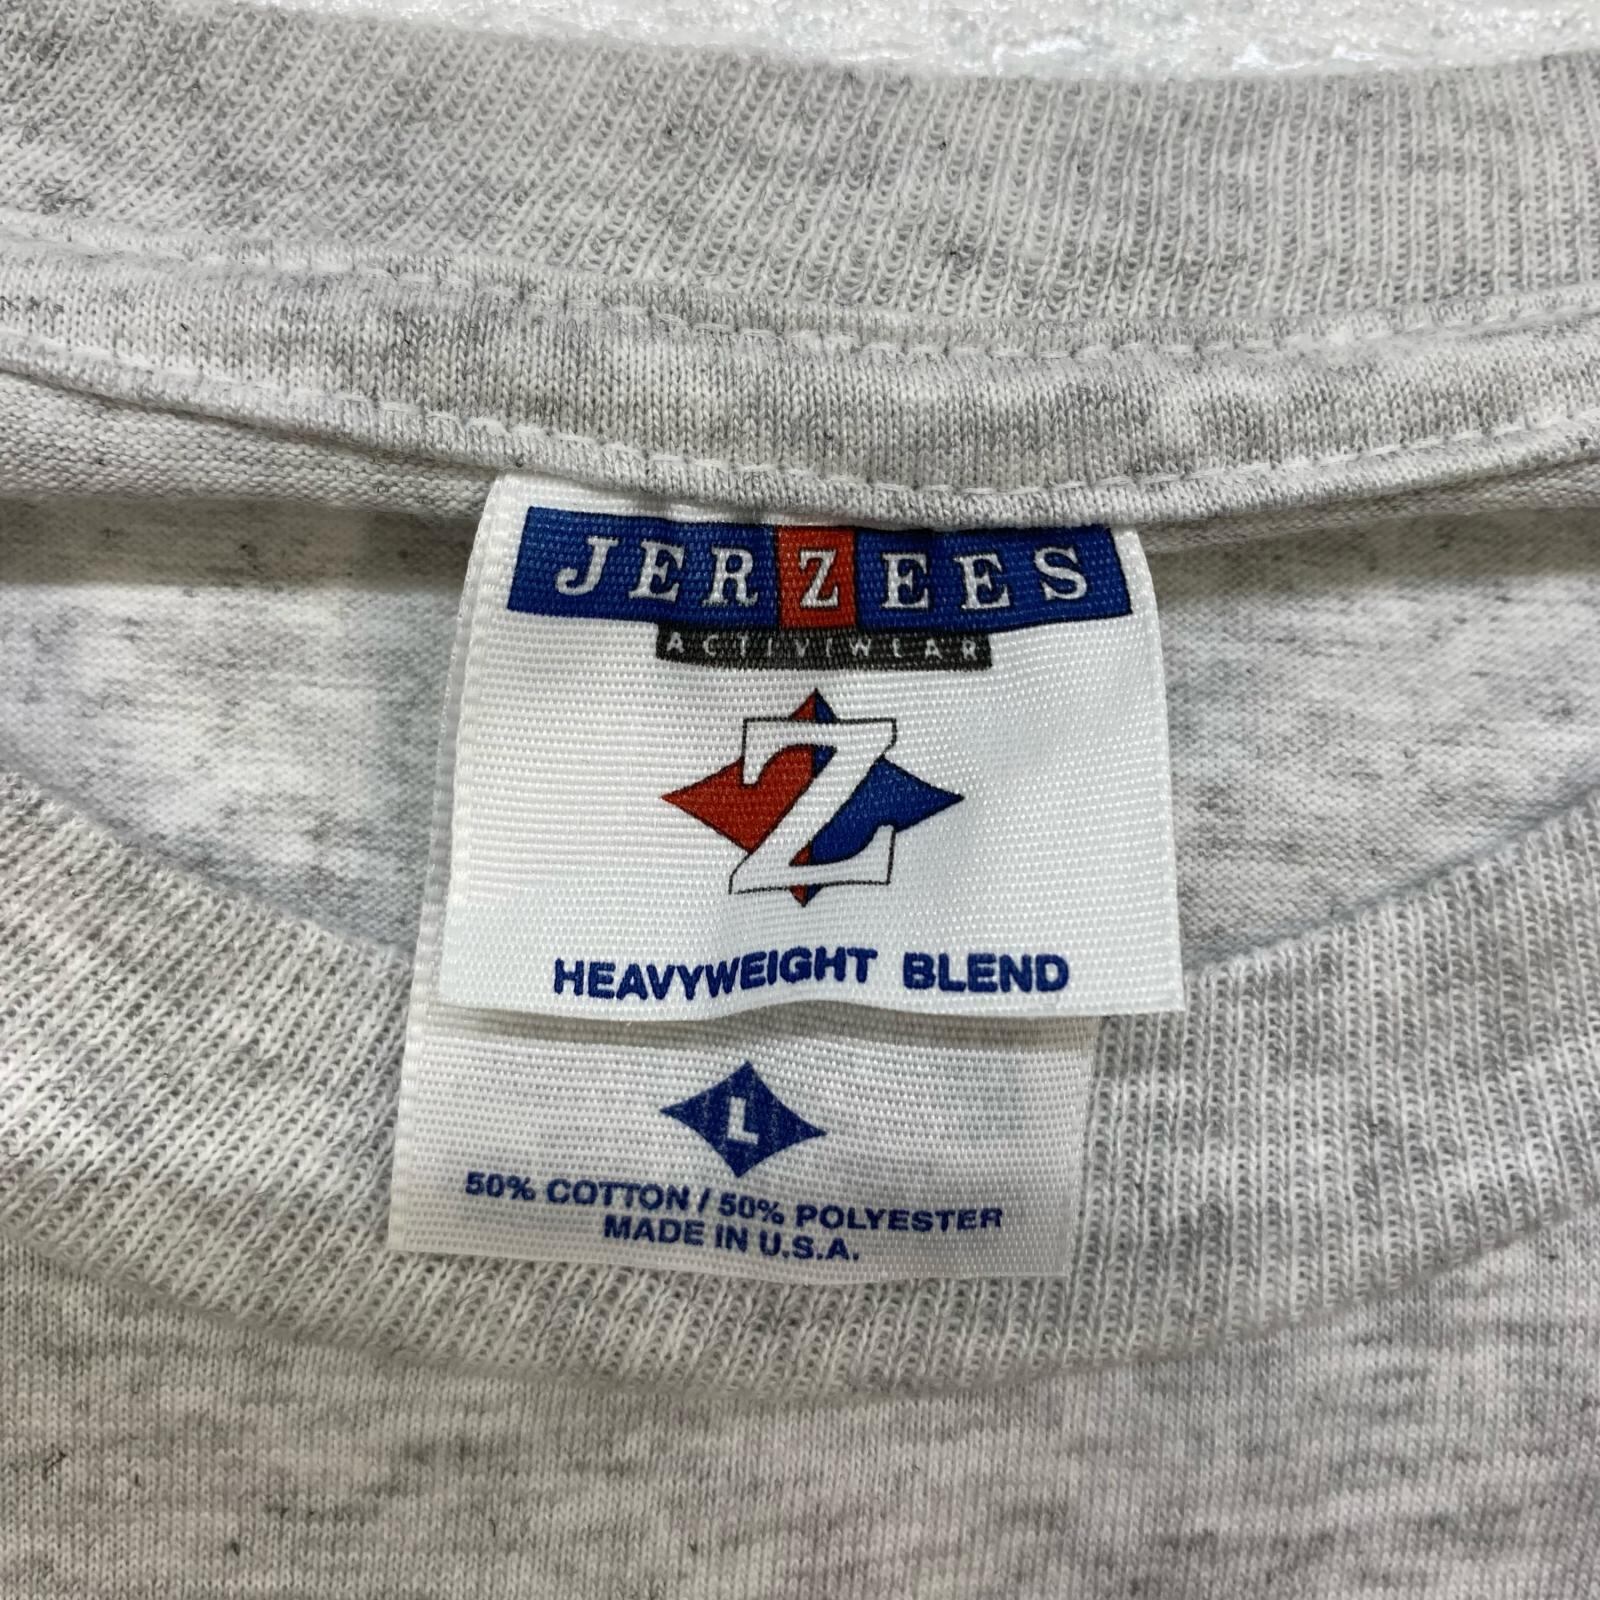 JERZEES
ACTIVEWEAR
Z
HEAVYWEIGHT BLEND
L
50% COTTON / 50% POLYESTER
MADE IN U.S.A.